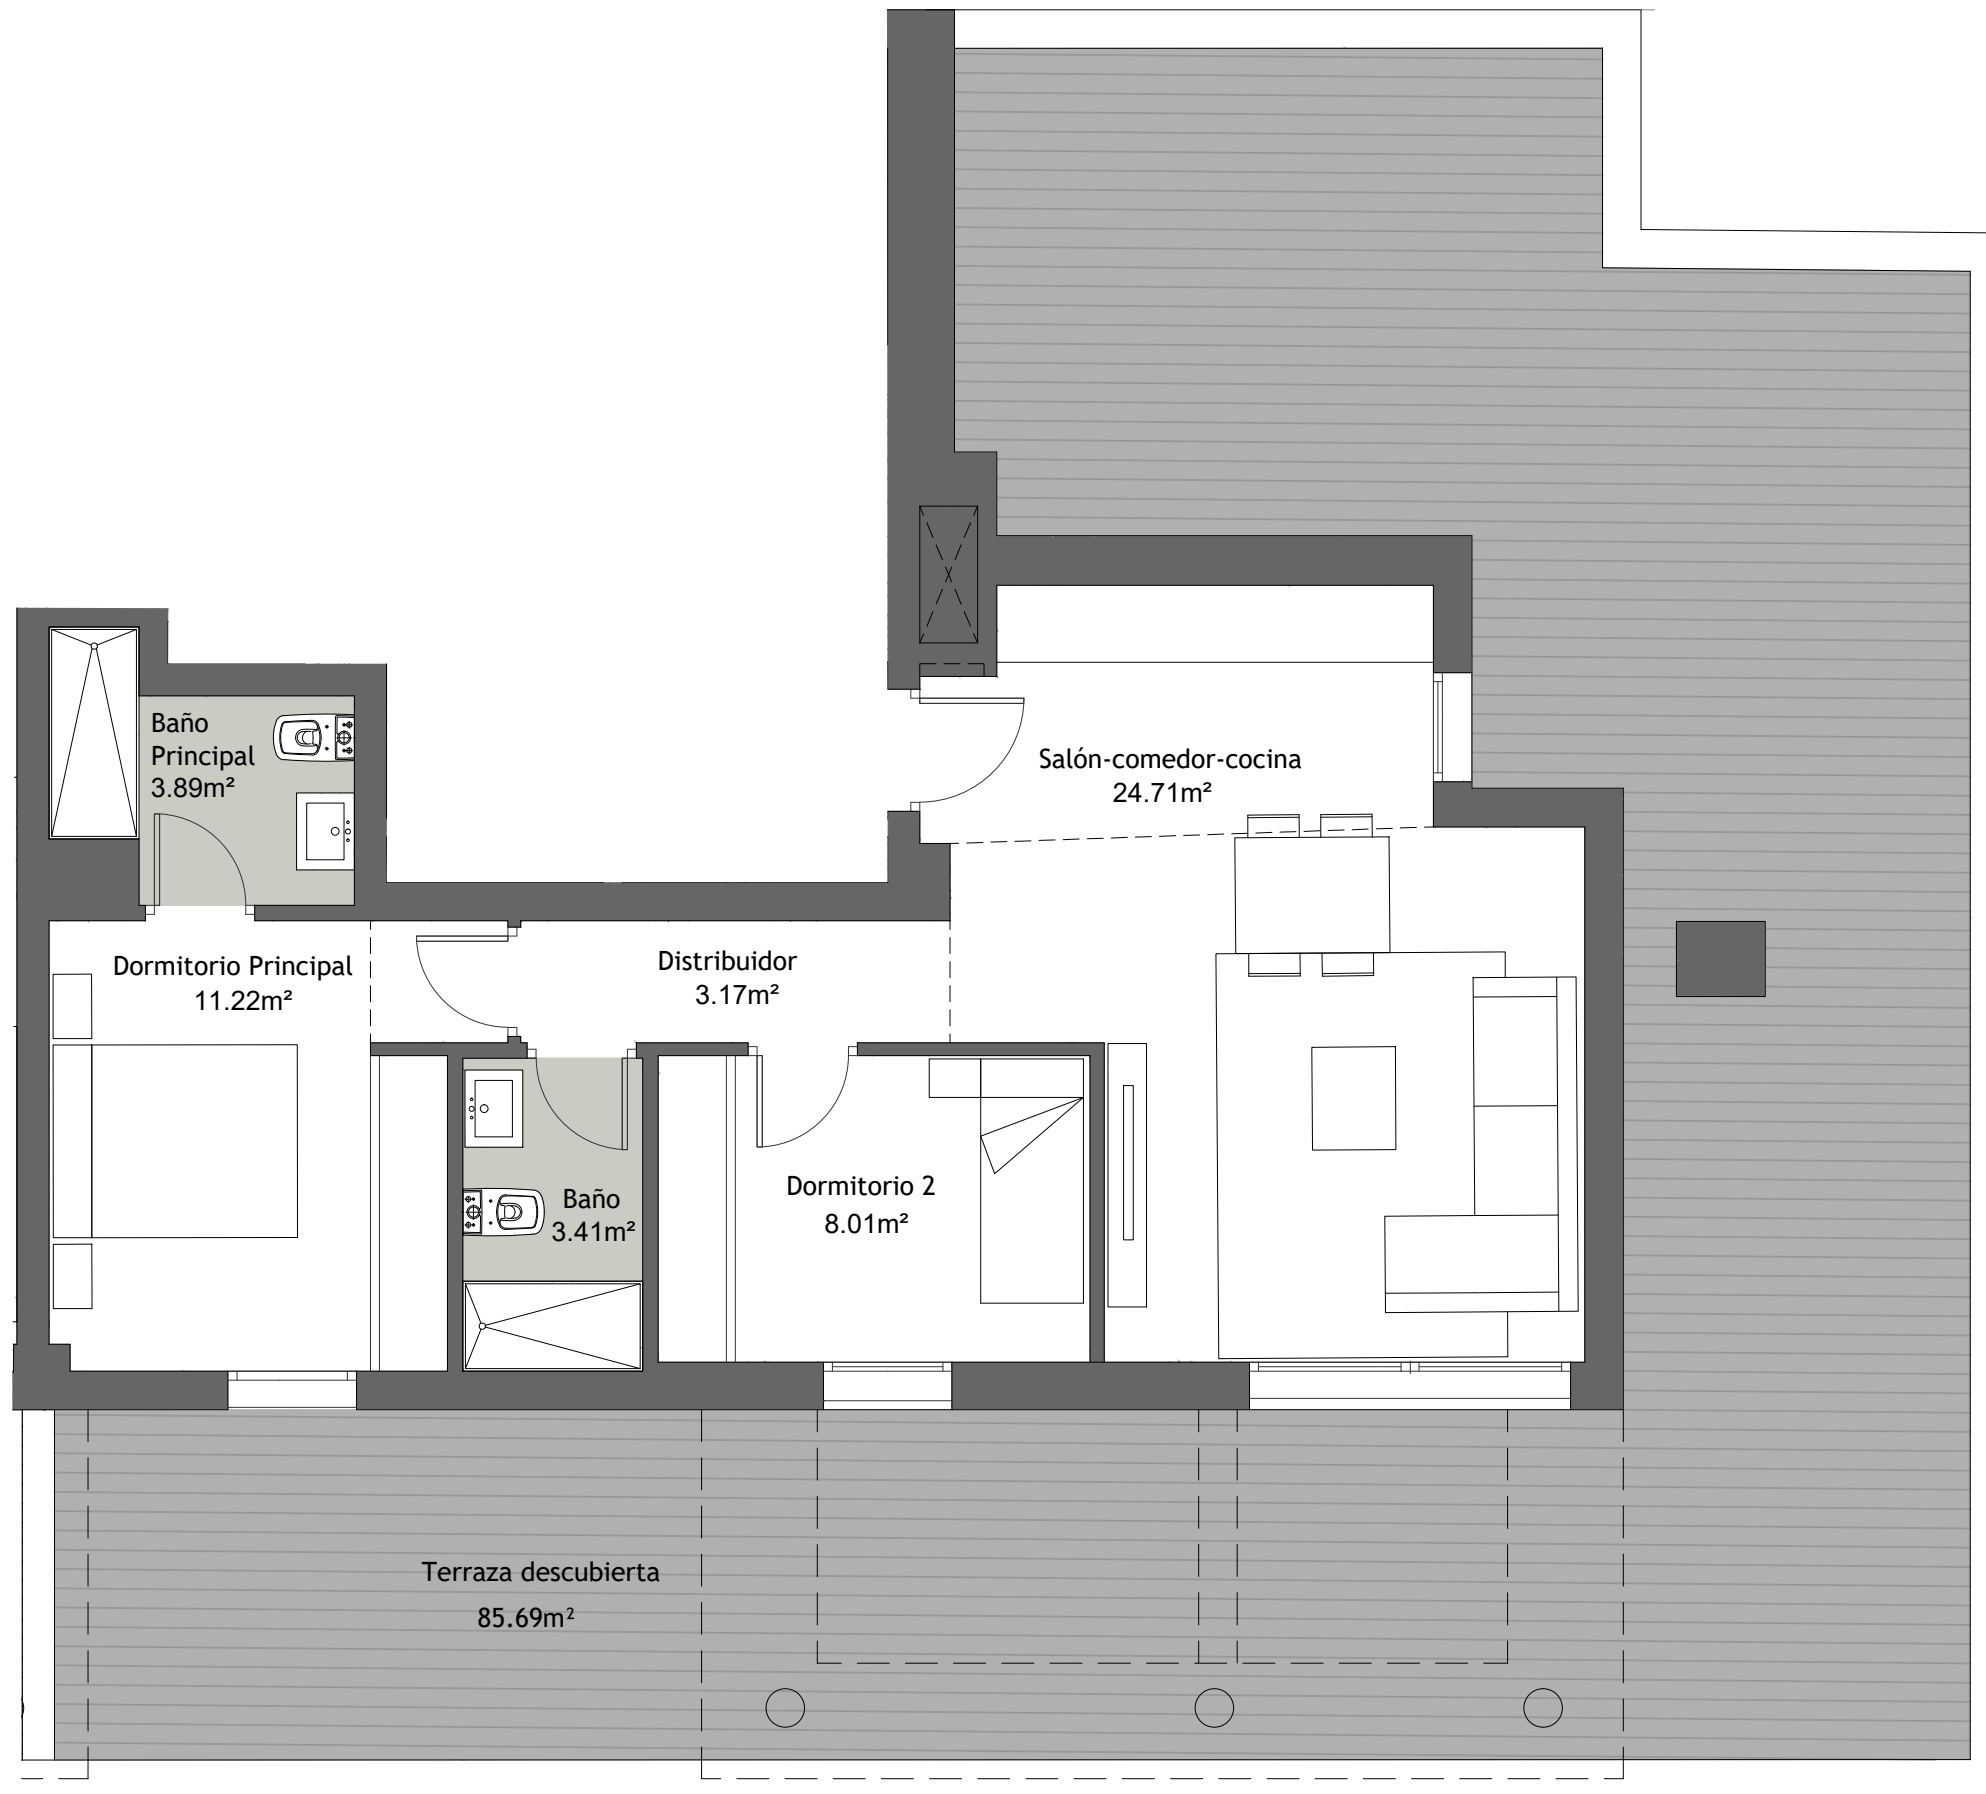 Baño
Principal
3.89m²
Salón-comedor-cocina
24.71m²
Dormitorio Principal
11.22m²
Distribuidor
3.17m²
Baño
3.41m²
Dormitorio 2
8.01m²
Terraza descubierta
85.69m²